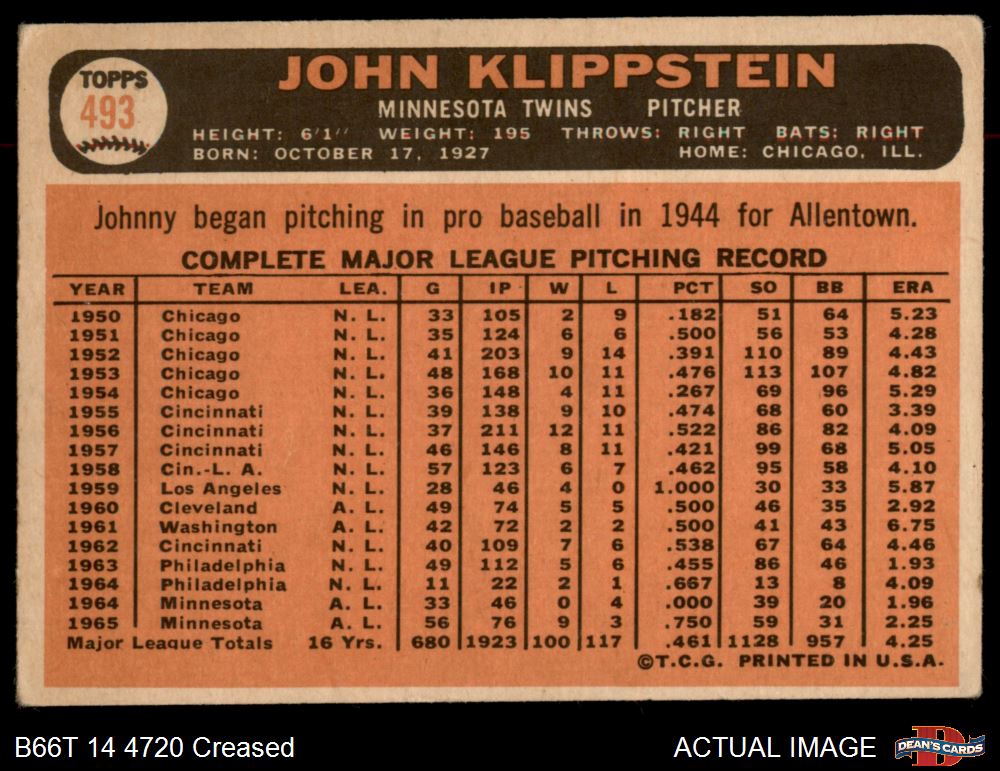 TOPPS
493
JOHN KLIPPSTEIN
MINNESOTA TWINS PITCHER
HEIGHT: 6'1" WEIGHT: 195 THROWS: RIGHT BATS: RIGHT
BORN: OCTOBER 17, 1927 HOME: CHICAGO, ILL.
Johnny began pitching in pro baseball in 1944 for Allentown.
COMPLETE MAJOR LEAGUE PITCHING RECORD
YEAR TEAM LEA. G IP W L PCT SO BB ERA
1950 Chicago N. L. 33 105 2 9 .182 51 64 5.23
1951 Chicago N. L. 35 124 6 6 .500 56 53 4.28
1952 Chicago N. L. 41 203 9 14 .391 110 89 4.43
1953 Chicago N. L. 48 168 10 11 .476 113 107 4.82
1954 Chicago N. L. 36 148 4 11 .267 69 96 5.29
1955 Cincinnati N. L. 39 138 9 10 .474 68 60 3.39
1956 Cincinnati N. L. 37 211 12 11 .522 86 82 4.09
1957 Cincinnati N. L. 46 146 8 11 .421 99 68 5.05
1958 Cin.-L. A. N. L. 57 123 6 7 .462 95 58 4.10
1959 Los Angeles N. L. 28 46 4 0 1.000 30 33 5.87
1960 Cleveland A. L. 49 74 5 5 .500 46 35 2.92
1961 Washington A. L. 42 72 2 2 .500 41 43 6.75
1962 Cincinnati N. L. 40 109 7 6 .538 67 64 4.46
1963 Philadelphia N. L. 49 112 5 6 .455 86 46 1.93
1964 Philadelphia N. L. 11 22 2 1 .667 13 8 4.09
1964 Minnesota A. L. 33 46 0 4 .000 39 20 1.96
1965 Minnesota A. L. 56 76 9 3 .750 59 31 2.25
Major League Totals 16 Yrs. 680 1923 100 117 .461 1128 957 4.25
©T.C.G. PRINTED IN U.S.A.
B66T 14 4720 Creased
ACTUAL IMAGE
D
DEAN'S CARDS